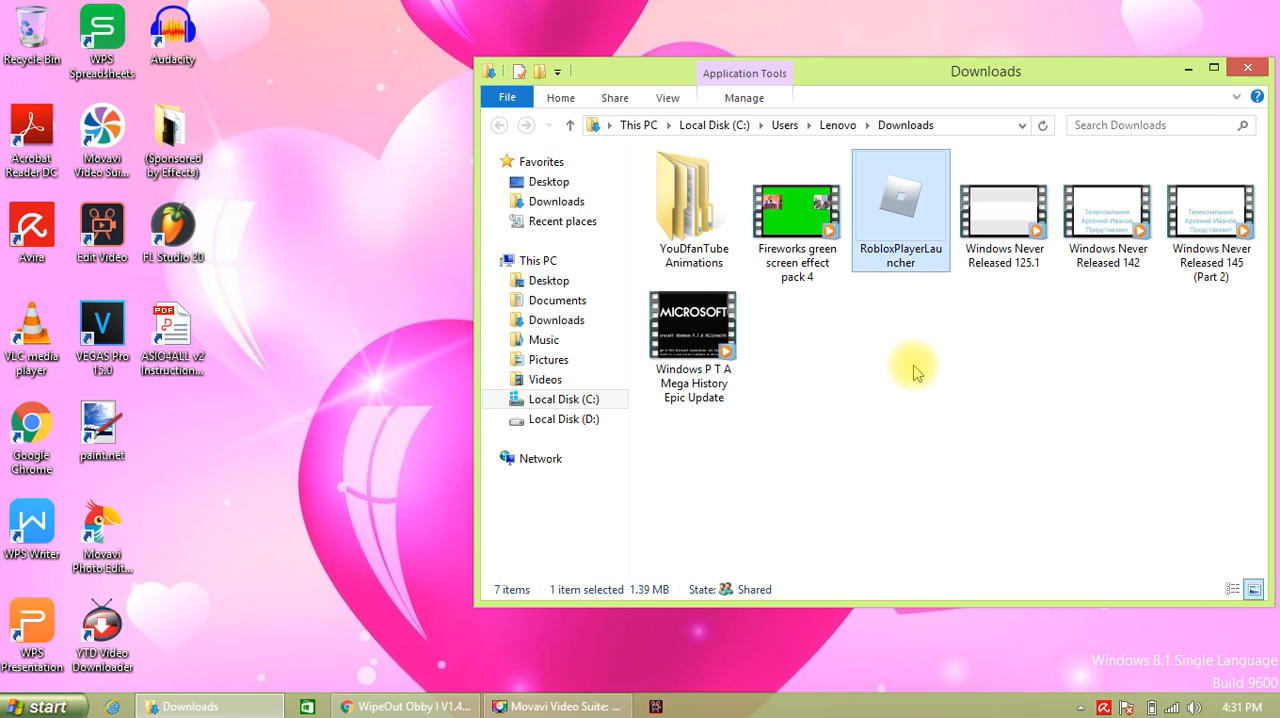 Recycle Bin
WPS
Spreadsheets
Audacity
Acrobat
Reader DC
Movavi
Video Sui...
(Sponsored
by Effects)
Avira
Edit Video
FL Studio 20
VLC media
player
VEGAS Pro
15.0
PDF
ASIO4ALL v2
Instruction...
Google
Chrome
paint.net
WPS Writer
Movavi
Photo Edit...
WPS
Presentation
YTD Video
Downloader
Application Tools
Downloads
File
Home
Share
View
Manage
This PC
Local Disk (C:)
Users
Lenovo
Downloads
Search Downloads
Favorites
Desktop
Downloads
Recent places
This PC
Desktop
Documents
Downloads
Music
Pictures
Videos
Local Disk (C:)
Local Disk (D:)
Network
YouDfanTube
Animations
Fireworks green
screen effect
pack 4
RobloxPlayerLau
ncher
Windows Never
Released 125.1
Телекомпания
Арсений Иванов
Представляет
Windows Never
Released 142
Телекомпания
Арсений Иванов
Представляет
Windows Never
Released 145
(Part 2)
MICROSOFT
Windows P T A
Mega History
Epic Update
7 items
1 item selected 1.39 MB
State:
Shared
Windows 8.1 Single Language
Build 9600
start
Downloads
WipeOut Obby ! V1.4...
Movavi Video Suite: ...
4:31 PM